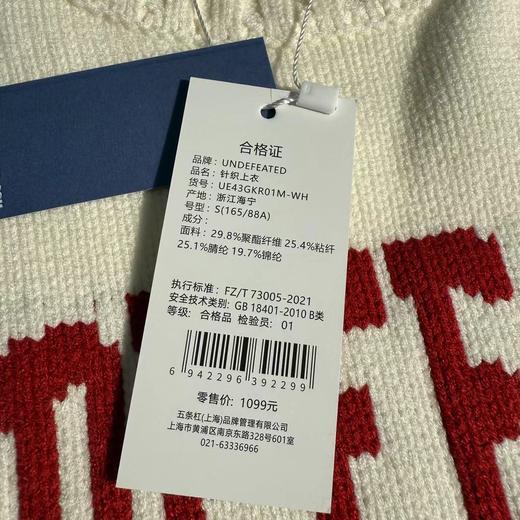 合格证
品牌: UNDEFEATED
品名: 针织上衣
货号: UE43GKR01M-WH
产地: 浙江海宁
号型: S(165/88A)
成分:
面料: 29.8%聚酯纤维 25.4%粘纤
25.1%腈纶 19.7%锦纶
执行标准: FZ/T 73005-2021
安全技术类别: GB 18401-2010 B类
等级: 合格品 检验员: 01
6 942296 392299
零售价: 1099元
五条杠(上海)品牌管理有限公司
上海市黄浦区南京东路328号601室
021-63336966